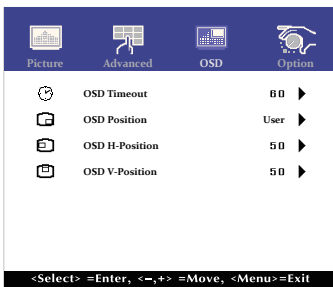 Picture Advanced OSD Option
OSD Timeout 60
OSD Position User
OSD H-Position 50
OSD V-Position 50
<Select> =Enter, <−,+> =Move, <Menu>=Exit